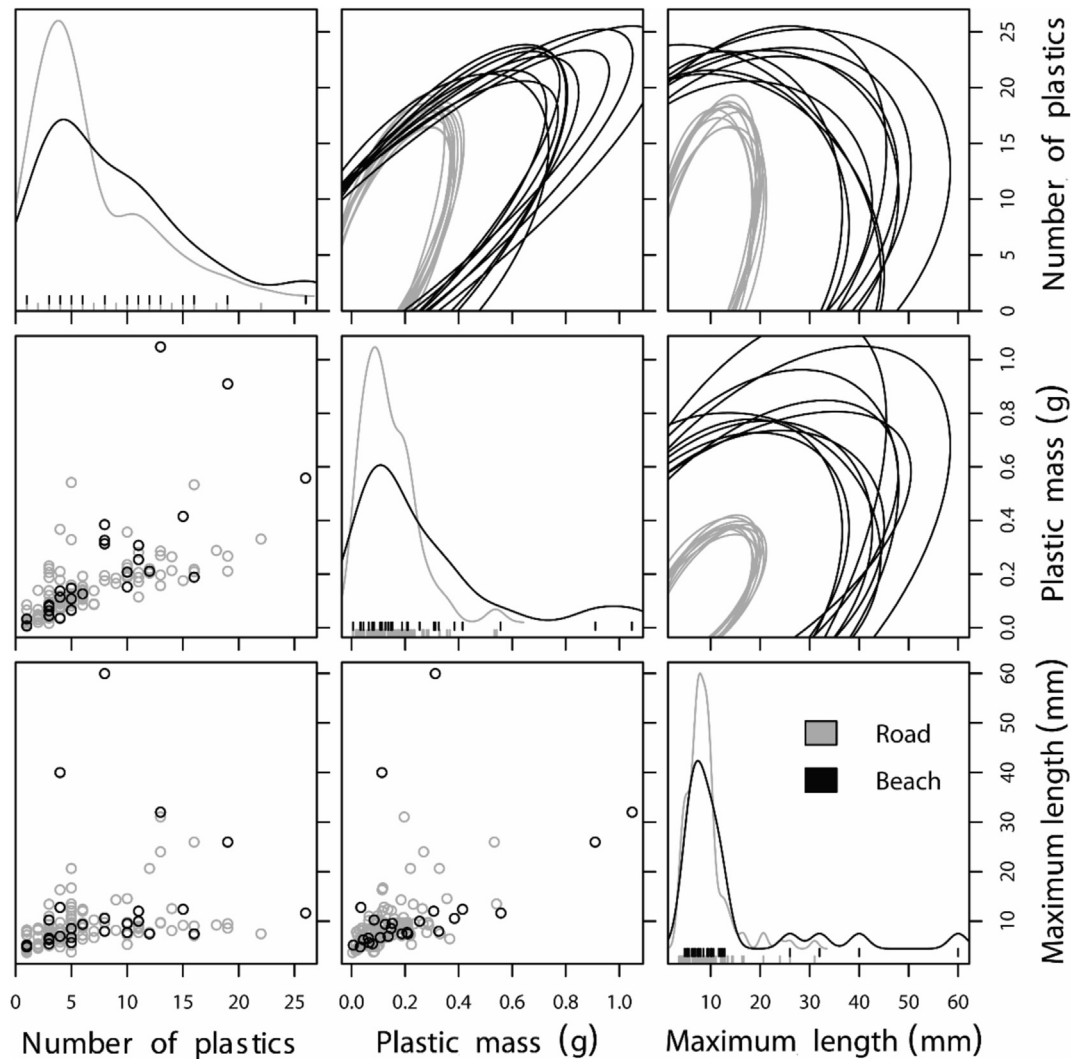 25
20
15
10
5
0
Number of plastics
1.0
0.8
0.6
0.4
0.2
0.0
Plastic mass (g)
60
50
40
30
20
10
Maximum length (mm)
Road
Beach
0 5 10 15 20 25
Number of plastics
0.0 0.2 0.4 0.6 0.8 1.0
Plastic mass (g)
10 20 30 40 50 60
Maximum length (mm)